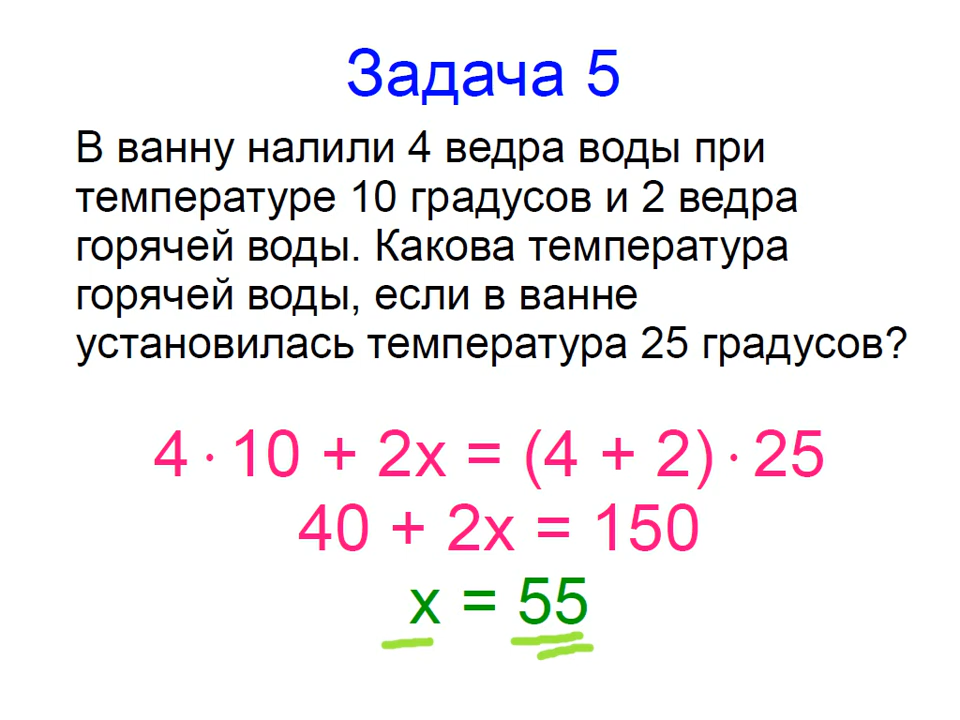 Задача 5
В ванну налили 4 ведра воды при
температуре 10 градусов и 2 ведра
горячей воды. Какова температура
горячей воды, если в ванне
установилась температура 25 градусов?
4 · 10 + 2x = (4 + 2) · 25
40 + 2x = 150
x = 55